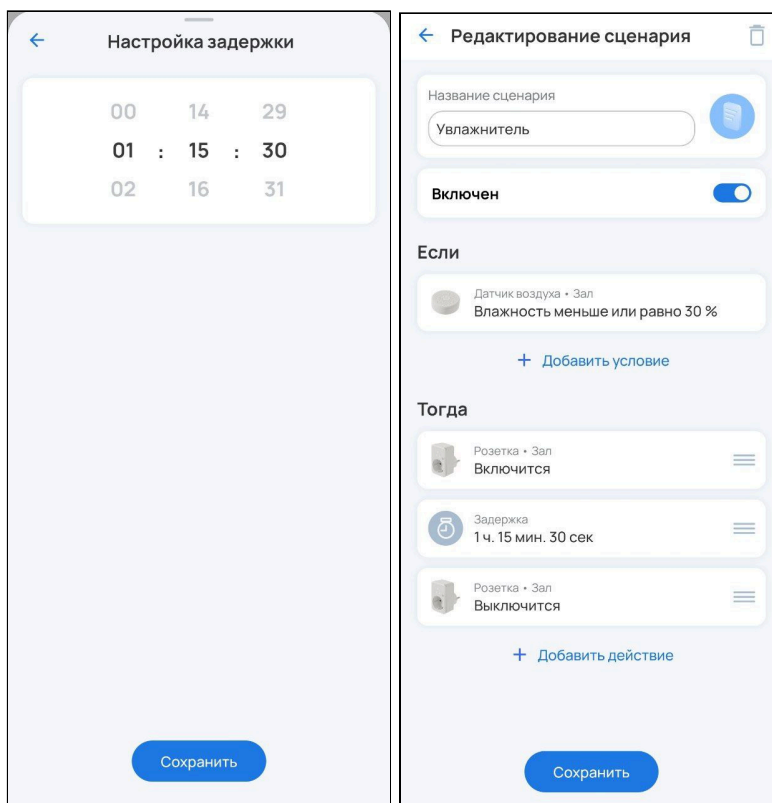 Настройка задержки
00 14 29
01 : 15 : 30
02 16 31
Сохранить
Редактирование сценария
Название сценария
Увлажнитель
Включен
Если
Датчик воздуха • Зал
Влажность меньше или равно 30 %
+ Добавить условие
Тогда
Розетка • Зал
Включится
Задержка
1 ч. 15 мин. 30 сек
Розетка • Зал
Выключится
+ Добавить действие
Сохранить